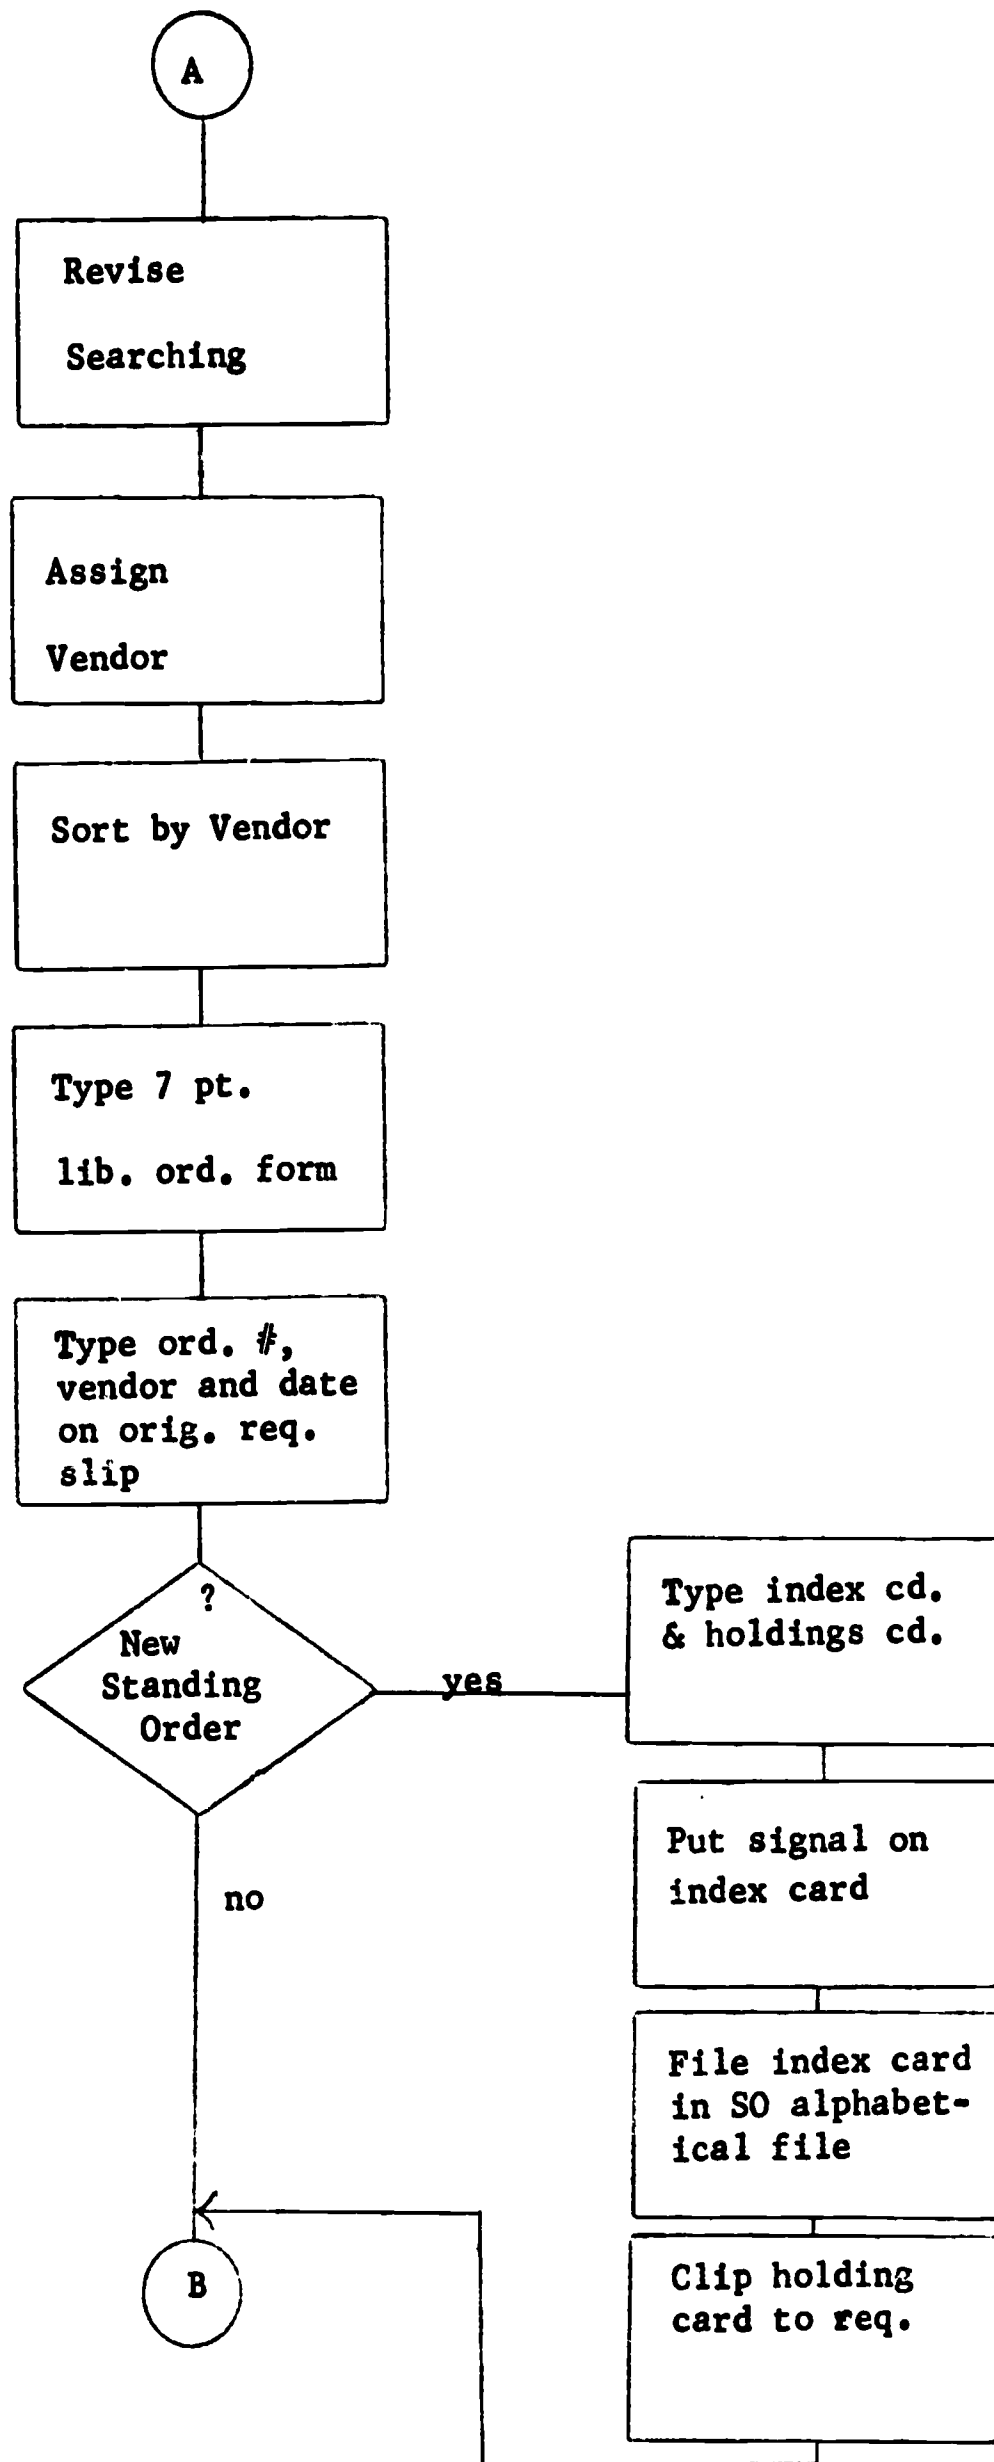 A
Revise
Searching
Assign
Vendor
Sort by Vendor
Type 7 pt.
lib. ord. form
Type ord. #,
vendor and date
on orig. req.
slip
?
New
Standing
Order
yes
no
Type index cd.
& holdings cd.
Put signal on
index card
File index card
in SO alphabet-
ical file
Clip holding
card to req.
B